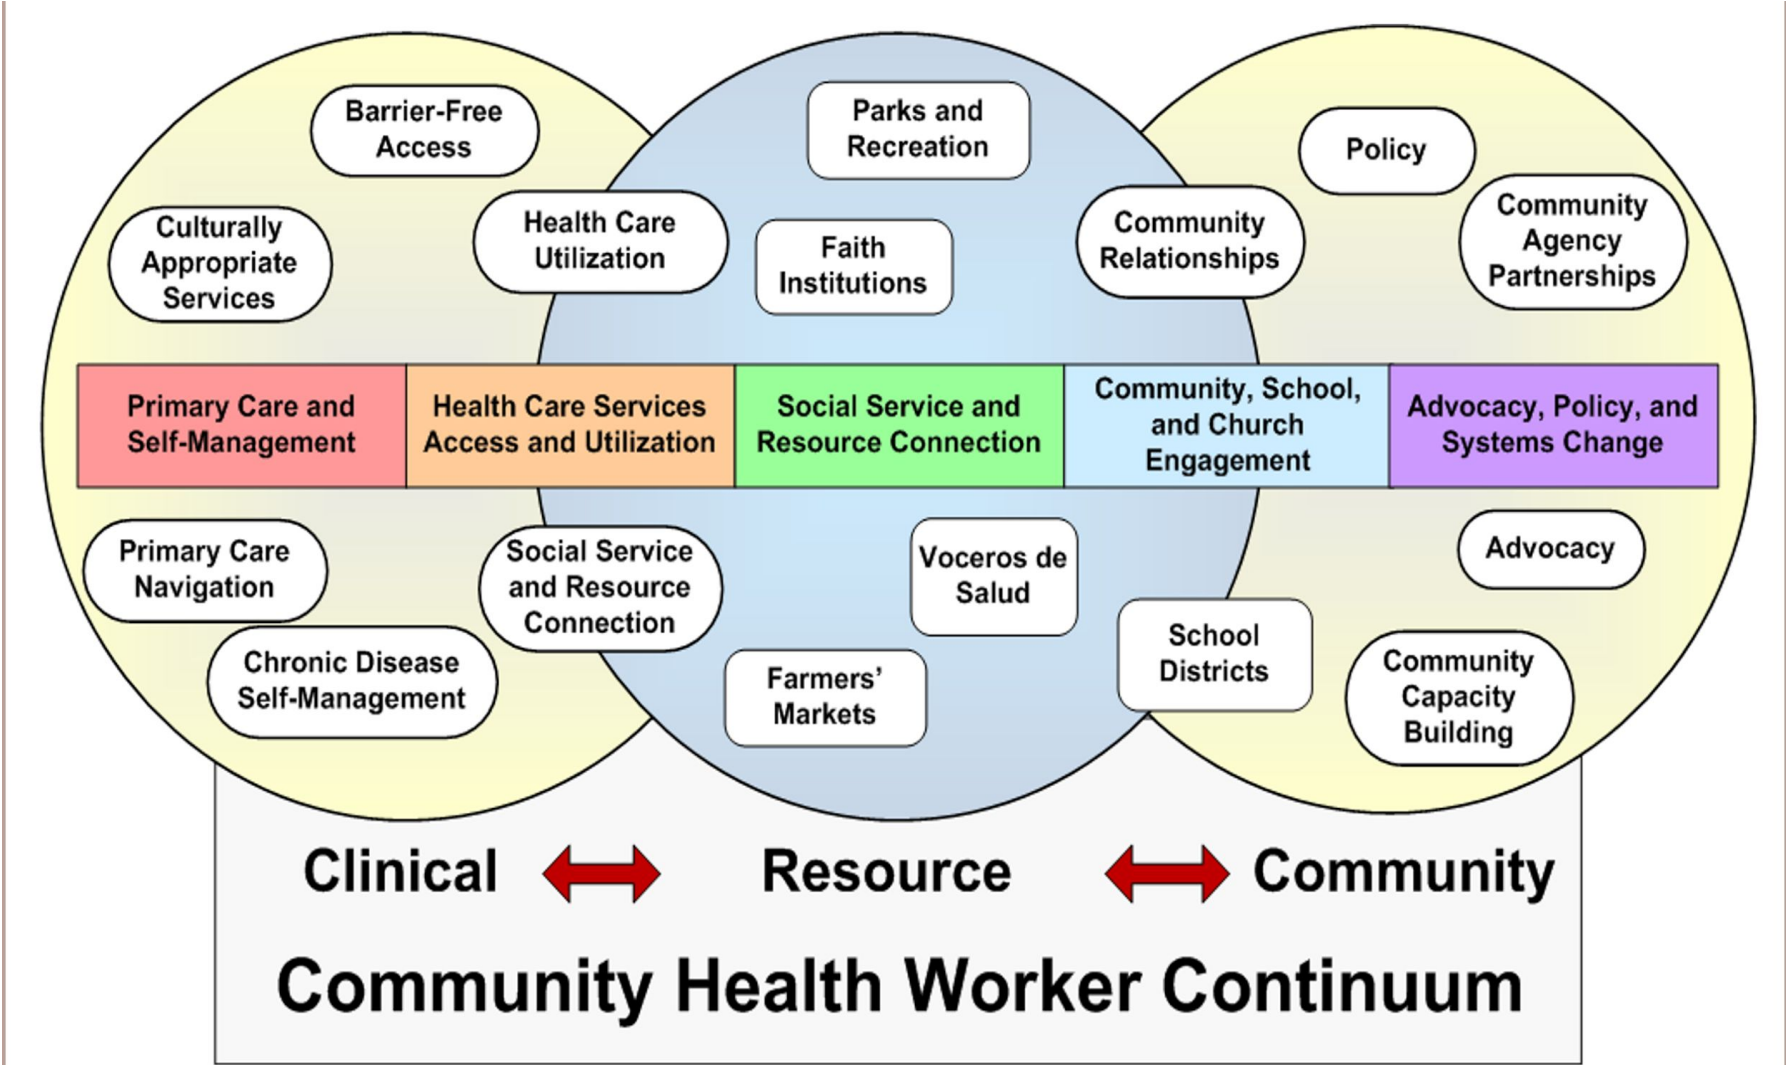 Barrier-Free
Access
Culturally
Appropriate
Services
Health Care
Utilization
Parks and
Recreation
Faith
Institutions
Community
Relationships
Policy
Community
Agency
Partnerships
Primary Care and
Self-Management
Health Care Services
Access and Utilization
Social Service and
Resource Connection
Community, School,
and Church
Engagement
Advocacy, Policy, and
Systems Change
Primary Care
Navigation
Chronic Disease
Self-Management
Social Service
and Resource
Connection
Voceros de
Salud
Farmers’
Markets
School
Districts
Advocacy
Community
Capacity
Building
Clinical
Resource
Community
Community Health Worker Continuum